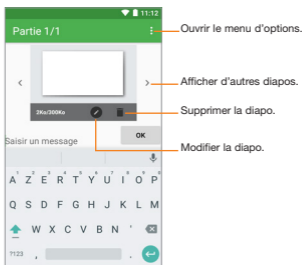 11:12
Partie 1/1
Ouvrir le menu d'options.
Afficher d'autres diapos.
2Ko/300Ko
Supprimer la diapo.
Saisir un message
OK
Modifier la diapo.
A Z E R T Y U I O P
Q S D F G H J K L M
W X C V B N '
?123 , .